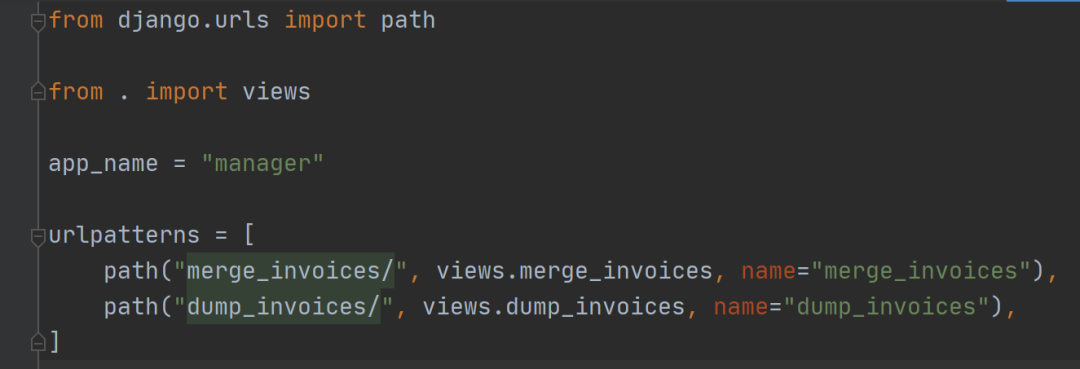 from django.urls import path
from . import views
app_name = "manager"
urlpatterns = [
    path("merge_invoices/", views.merge_invoices, name="merge_invoices"),
    path("dump_invoices/", views.dump_invoices, name="dump_invoices"),
]